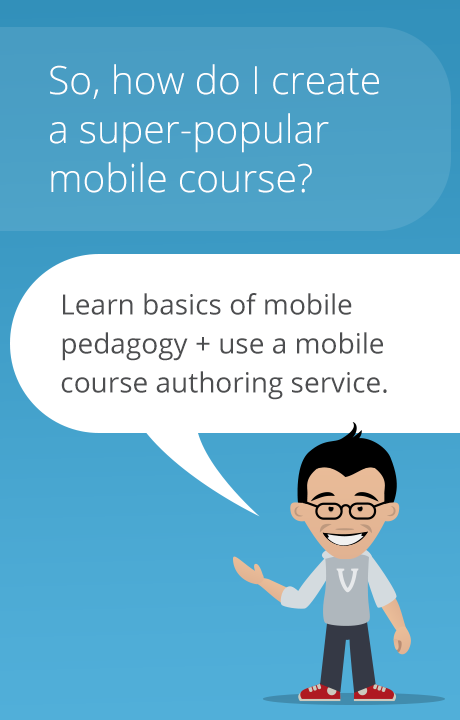 So, how do I create
a super-popular
mobile course?
Learn basics of mobile
pedagogy + use a mobile
course authoring service.
V